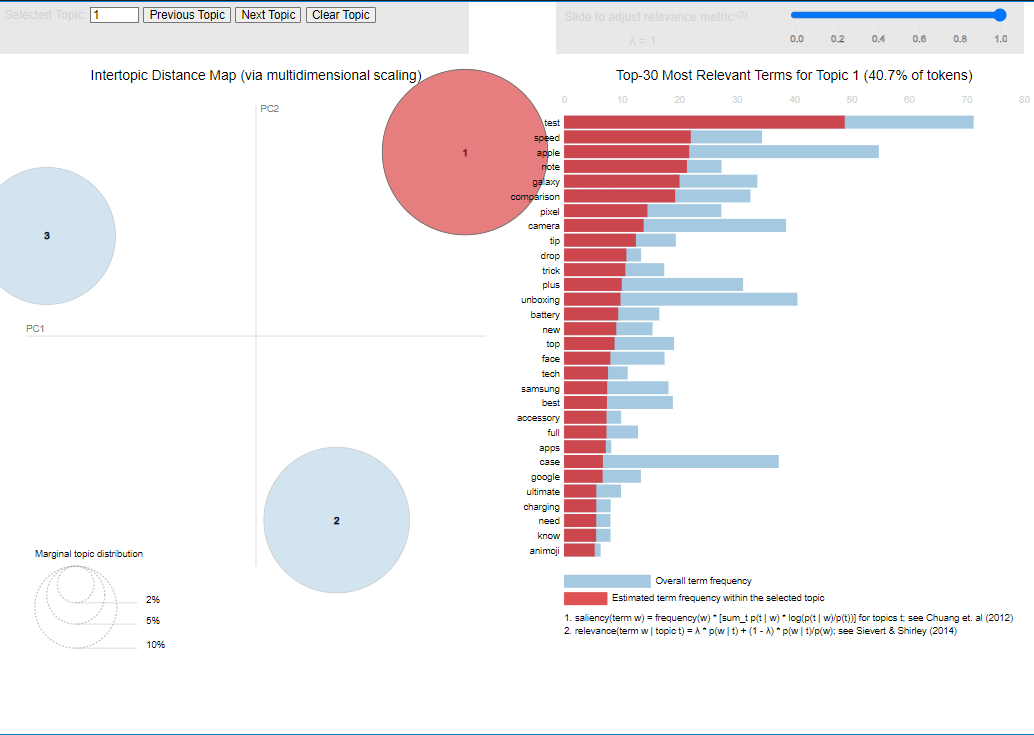 Selected Topic: 1 Previous Topic Next Topic Clear Topic
Slide to adjust relevance metric:(2)
λ = 1
0.0 0.2 0.4 0.6 0.8 1.0
Intertopic Distance Map (via multidimensional scaling)
PC2
PC1
1
3
2
Marginal topic distribution
2%
5%
10%
Top-30 Most Relevant Terms for Topic 1 (40.7% of tokens)
0 10 20 30 40 50 60 70 80
test
speed
apple
note
galaxy
comparison
pixel
camera
tip
drop
trick
plus
unboxing
battery
new
top
face
tech
samsung
best
accessory
full
apps
case
google
ultimate
charging
need
know
animoji
Overall term frequency
Estimated term frequency within the selected topic
1. saliency(term w) = frequency(w) * [sum_t p(t | w) * log(p(t | w)/p(t))] for topics t; see Chuang et. al (2012)
2. relevance(term w | topic t) = λ * p(w | t) + (1 - λ) * p(w | t)/p(w); see Sievert & Shirley (2014)